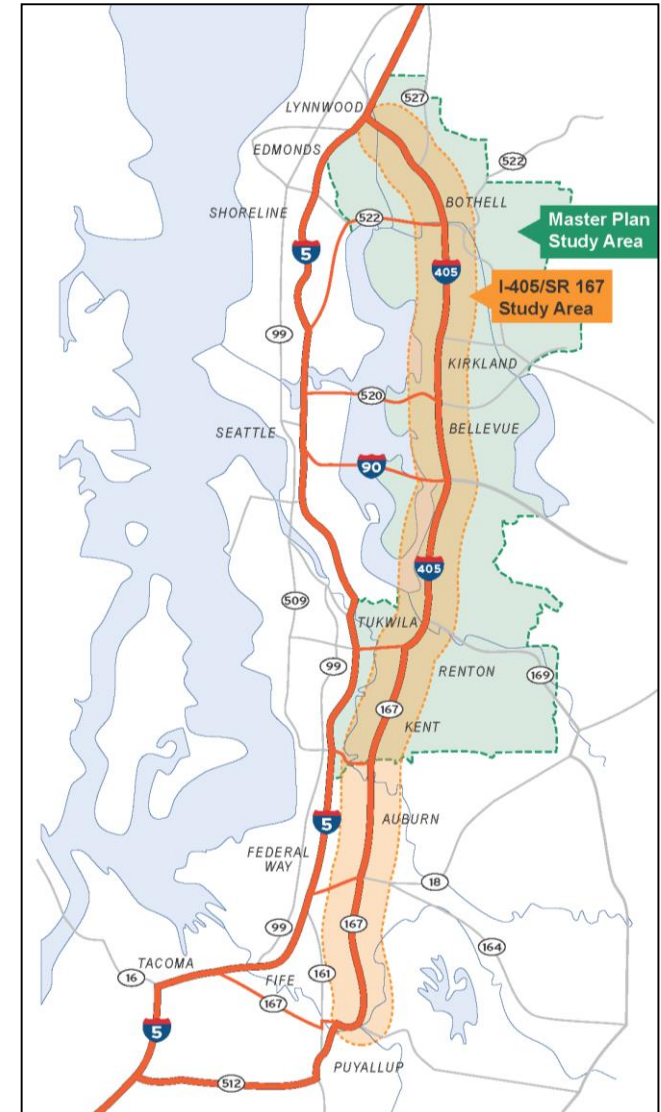 527
LYNNWOOD
EDMONDS
522
BOTHELL
SHORELINE
522
Master Plan
Study Area
5
405
I-405/SR 167
Study Area
99
KIRKLAND
520
BELLEVUE
SEATTLE
90
405
509
TUKWILA
99
RENTON
169
167
KENT
5
AUBURN
FEDERAL
WAY
18
99
167
164
TACOMA
16
161
FIFE
167
5
PUYALLUP
512